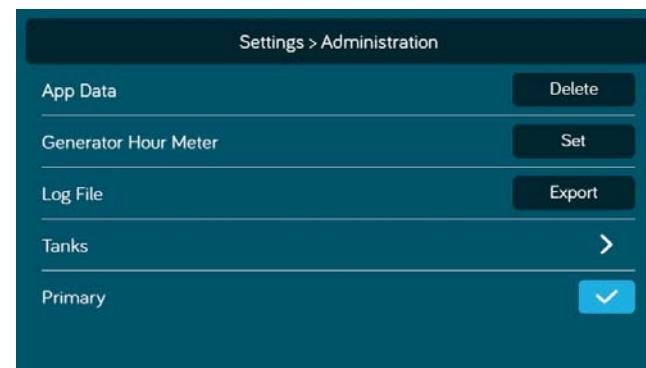 Settings > Administration
App Data Delete
Generator Hour Meter Set
Log File Export
Tanks
Primary